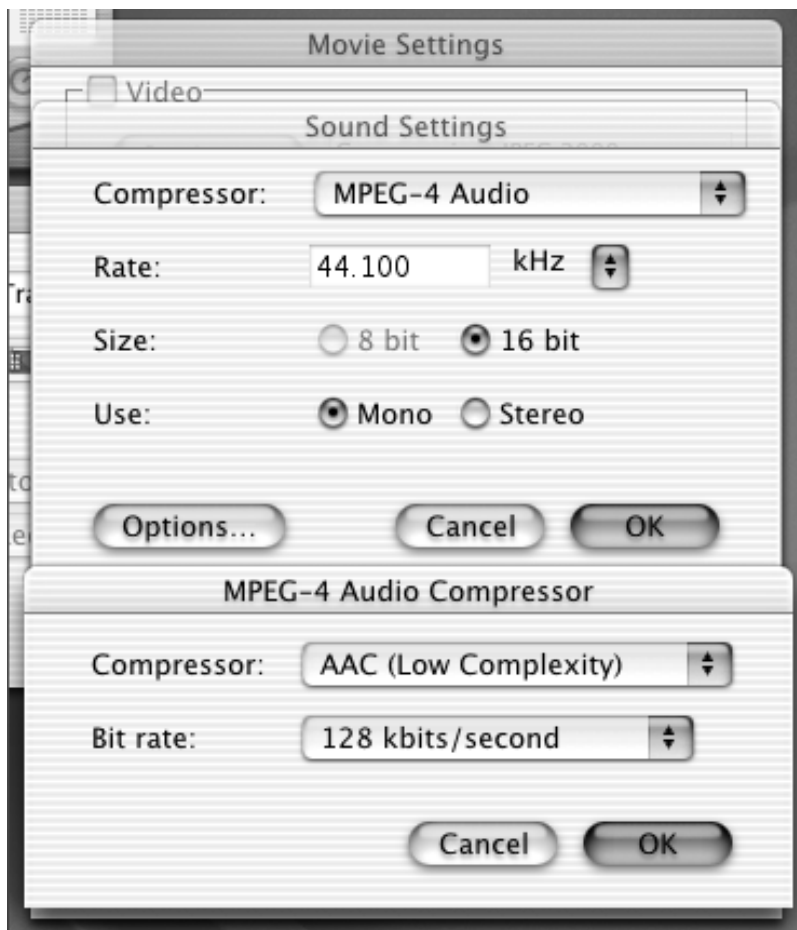 Movie Settings
Video
Sound Settings
Compressor: MPEG-4 Audio
Rate: 44.100 kHz
Size: 8 bit 16 bit
Use: Mono Stereo
Options... Cancel OK
MPEG-4 Audio Compressor
Compressor: AAC (Low Complexity)
Bit rate: 128 kbits/second
Cancel OK